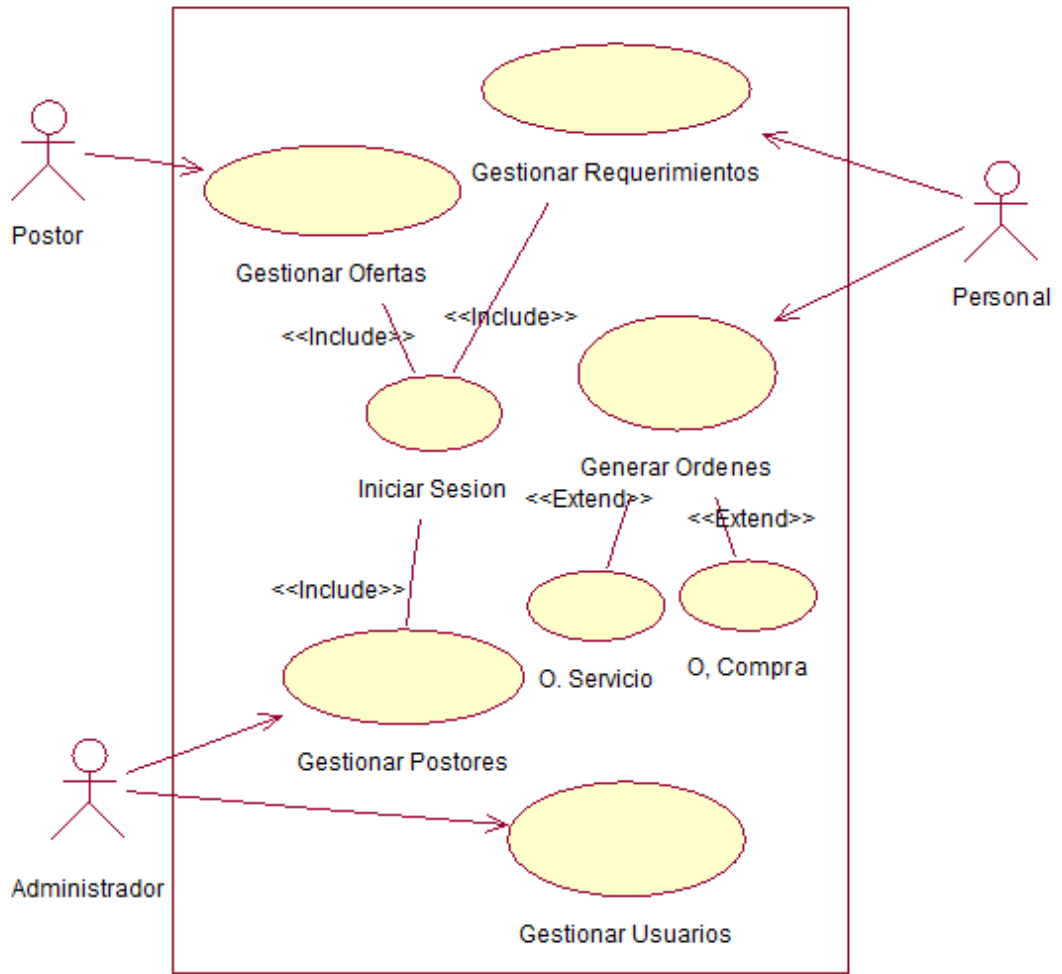 Gestionar Requerimientos
Postor
Gestionar Ofertas
Personal
<<Include>>
<<Include>>
Generar Ordenes
Iniciar Sesion
<<Extend>>
<<Extend>>
<<Include>>
O. Servicio
O, Compra
Gestionar Postores
Administrador
Gestionar Usuarios